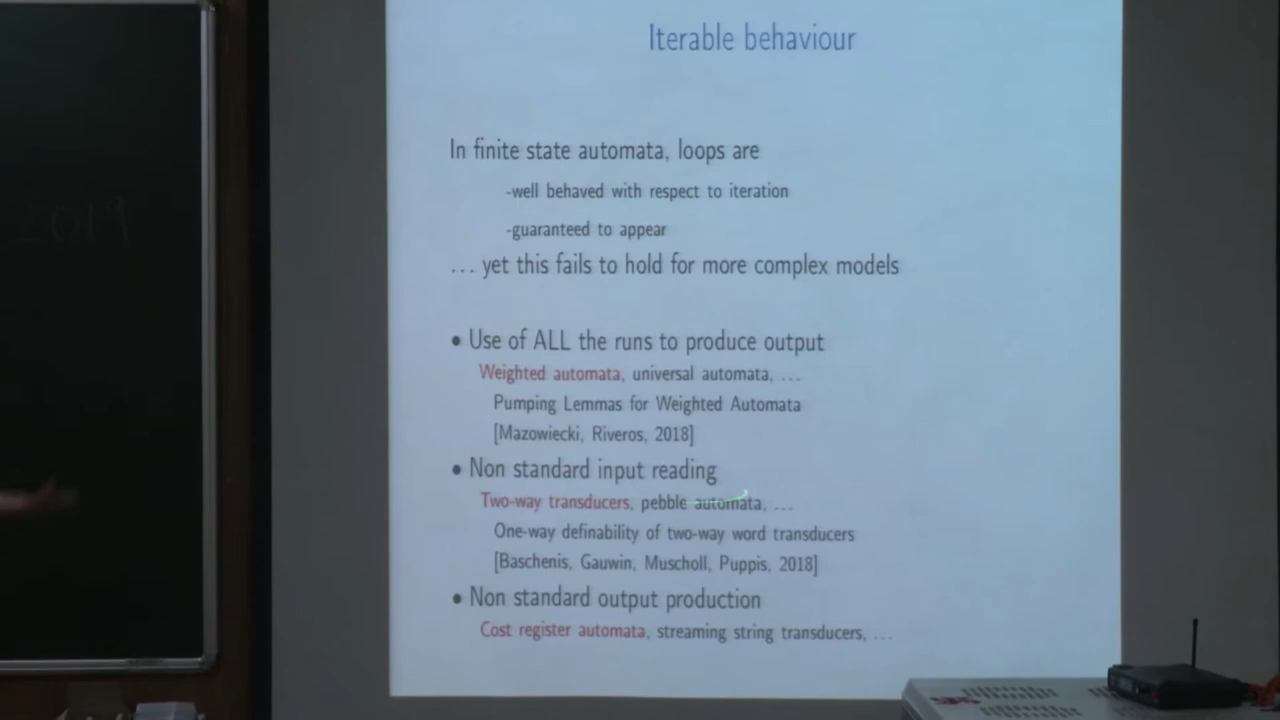 2019
Iterable behaviour
In finite state automata, loops are
-well behaved with respect to iteration
-guaranteed to appear
... yet this fails to hold for more complex models
• Use of ALL the runs to produce output
Weighted automata, universal automata, ...
Pumping Lemmas for Weighted Automata
[Mazowiecki, Riveros, 2018]
• Non standard input reading
Two-way transducers, pebble automata, ...
One-way definability of two-way word transducers
[Baschenis, Gauwin, Muscholl, Puppis, 2018]
• Non standard output production
Cost register automata, streaming string transducers, ...